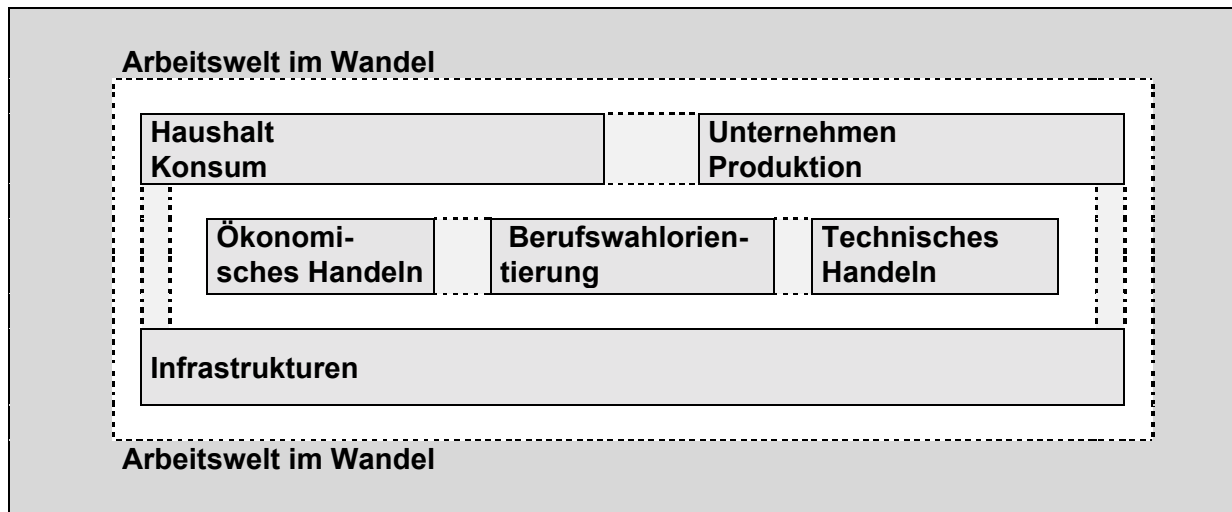 Arbeitswelt im Wandel
Haushalt
Konsum
Unternehmen
Produktion
Ökonomi-
sches Handeln
Berufswahlorien-
tierung
Technisches
Handeln
Infrastrukturen
Arbeitswelt im Wandel